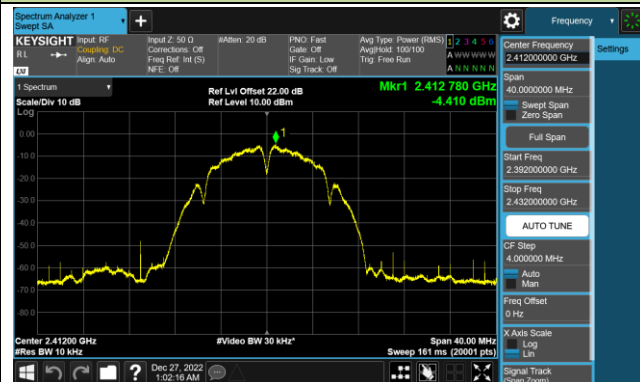 Spectrum Analyzer 1
Swept SA
Frequency
KEYSIGHT
Input: RF
Coupling: DC
Align: Auto
Input Z: 50 Ω
Corrections: Off
Freq Ref: Int (S)
NFE: Off
#Atten: 20 dB
PNO: Fast
Gate: Off
IF Gain: Low
Sig Track: Off
Avg Type: Power (RMS)
Avg|Hold: 100/100
Trig: Free Run
1 2 3 4 5 6
A W W W W W
A N N N N N
R L
LXI
1 Spectrum
Scale/Div 10 dB
Log
Ref Lvl Offset 22.00 dB
Ref Level 10.00 dBm
Mkr1 2.412 780 GHz
-4.410 dBm
1
0.00
-10.0
-20.0
-30.0
-40.0
-50.0
-60.0
-70.0
-80.0
Center 2.41200 GHz
#Res BW 10 kHz
#Video BW 30 kHz*
Span 40.00 MHz
Sweep 161 ms (20001 pts)
Dec 27, 2022
1:02:16 AM
Center Frequency
2.412000000 GHz
Span
40.0000000 MHz
Swept Span
Zero Span
Full Span
Start Freq
2.392000000 GHz
Stop Freq
2.432000000 GHz
AUTO TUNE
CF Step
4.000000 MHz
Auto
Man
Freq Offset
0 Hz
X Axis Scale
Log
Lin
Signal Track
(Span Zoom)
Settings